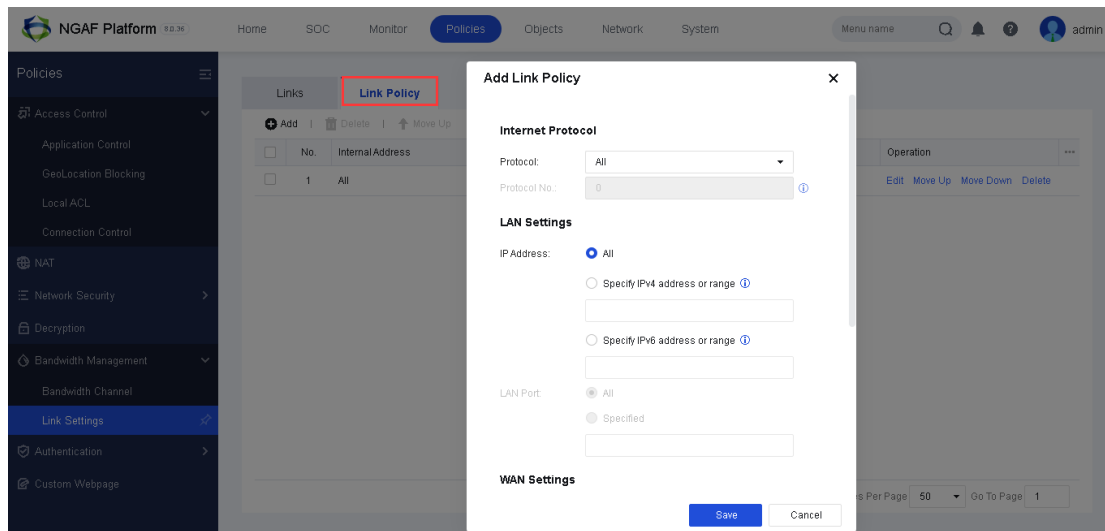 NGAF Platform 8.0.36 Home SOC Monitor Policies Objects Network System Menu name admin
Policies
Access Control
Application Control
GeoLocation Blocking
Local ACL
Connection Control
NAT
Network Security
Decryption
Bandwidth Management
Bandwidth Channel
Link Settings
Authentication
Custom Webpage
Links Link Policy
Add | Delete | Move Up
No. Internal Address Operation
1 All Edit Move Up Move Down Delete
Per Page 50 Go To Page 1
Add Link Policy
Internet Protocol
Protocol: All
Protocol No.: 0
LAN Settings
IP Address: All
Specify IPv4 address or range
Specify IPv6 address or range
LAN Port: All
Specified
WAN Settings
Save Cancel